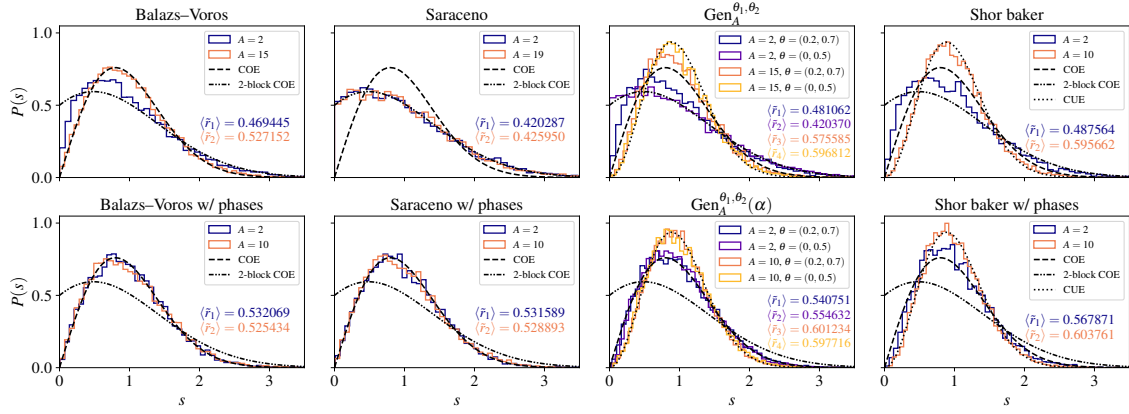 Balazs–Voros
P(s)
1.0
0.5
0.0
A = 2
A = 15
COE
2-block COE
⟨r̃₁⟩ = 0.469445
⟨r̃₂⟩ = 0.527152
Saraceno
A = 2
A = 19
COE
2-block COE
⟨r̃₁⟩ = 0.420287
⟨r̃₂⟩ = 0.425950
Gen_A^{θ₁,θ₂}
A = 2, θ = (0.2, 0.7)
A = 2, θ = (0, 0.5)
A = 15, θ = (0.2, 0.7)
A = 15, θ = (0, 0.5)
⟨r̃₁⟩ = 0.481062
⟨r̃₂⟩ = 0.420370
⟨r̃₃⟩ = 0.575585
⟨r̃₄⟩ = 0.596812
Shor baker
A = 2
A = 10
COE
2-block COE
CUE
⟨r̃₁⟩ = 0.487564
⟨r̃₂⟩ = 0.595662
Balazs–Voros w/ phases
P(s)
1.0
0.5
0
A = 2
A = 10
COE
2-block COE
⟨r̃₁⟩ = 0.532069
⟨r̃₂⟩ = 0.525434
0 1 2 3
s
Saraceno w/ phases
A = 2
A = 10
COE
2-block COE
⟨r̃₁⟩ = 0.531589
⟨r̃₂⟩ = 0.528893
0 1 2 3
s
Gen_A^{θ₁,θ₂}(α)
A = 2, θ = (0.2, 0.7)
A = 2, θ = (0, 0.5)
A = 10, θ = (0.2, 0.7)
A = 10, θ = (0, 0.5)
⟨r̃₁⟩ = 0.540751
⟨r̃₂⟩ = 0.554632
⟨r̃₃⟩ = 0.601234
⟨r̃₄⟩ = 0.597716
0 1 2 3
s
Shor baker w/ phases
A = 2
A = 10
COE
2-block COE
CUE
⟨r̃₁⟩ = 0.567871
⟨r̃₂⟩ = 0.603761
0 1 2 3
s